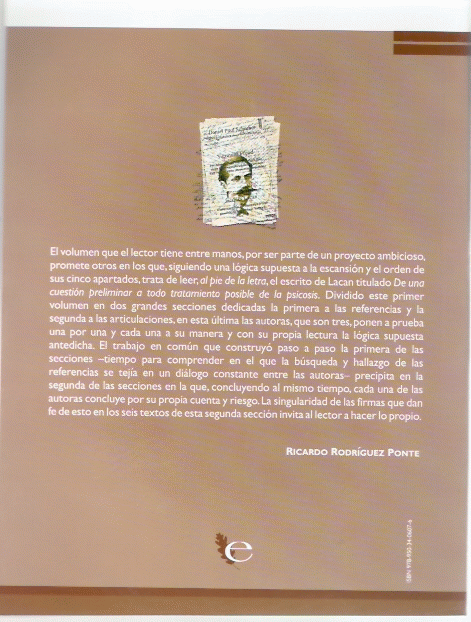 Daniel Paul Schreber
El volumen que el lector tiene entre manos, por ser parte de un proyecto ambicioso,
promete otros en los que, siguiendo una lógica supuesta a la escansión y el orden de
sus cinco apartados, trata de leer, al pie de la letra, el escrito de Lacan titulado De una
cuestión preliminar a todo tratamiento posible de la psicosis. Dividido este primer
volumen en dos grandes secciones dedicadas la primera a las referencias y la
segunda a las articulaciones, en esta última las autoras, que son tres, ponen a prueba
una por una y cada una a su manera y con su propia lectura la lógica supuesta
antedicha. El trabajo en común que construyó paso a paso la primera de las
secciones –tiempo para comprender en el que la búsqueda y hallazgo de las
referencias se tejía en un diálogo constante entre las autoras– precipita en la
segunda de las secciones en la que, concluyendo al mismo tiempo, cada una de las
autoras concluye por su propia cuenta y riesgo. La singularidad de las firmas que dan
fe de esto en los seis textos de esta segunda sección invita al lector a hacer lo propio.
RICARDO RODRÍGUEZ PONTE
e
ISBN 978-950-34-0607-6